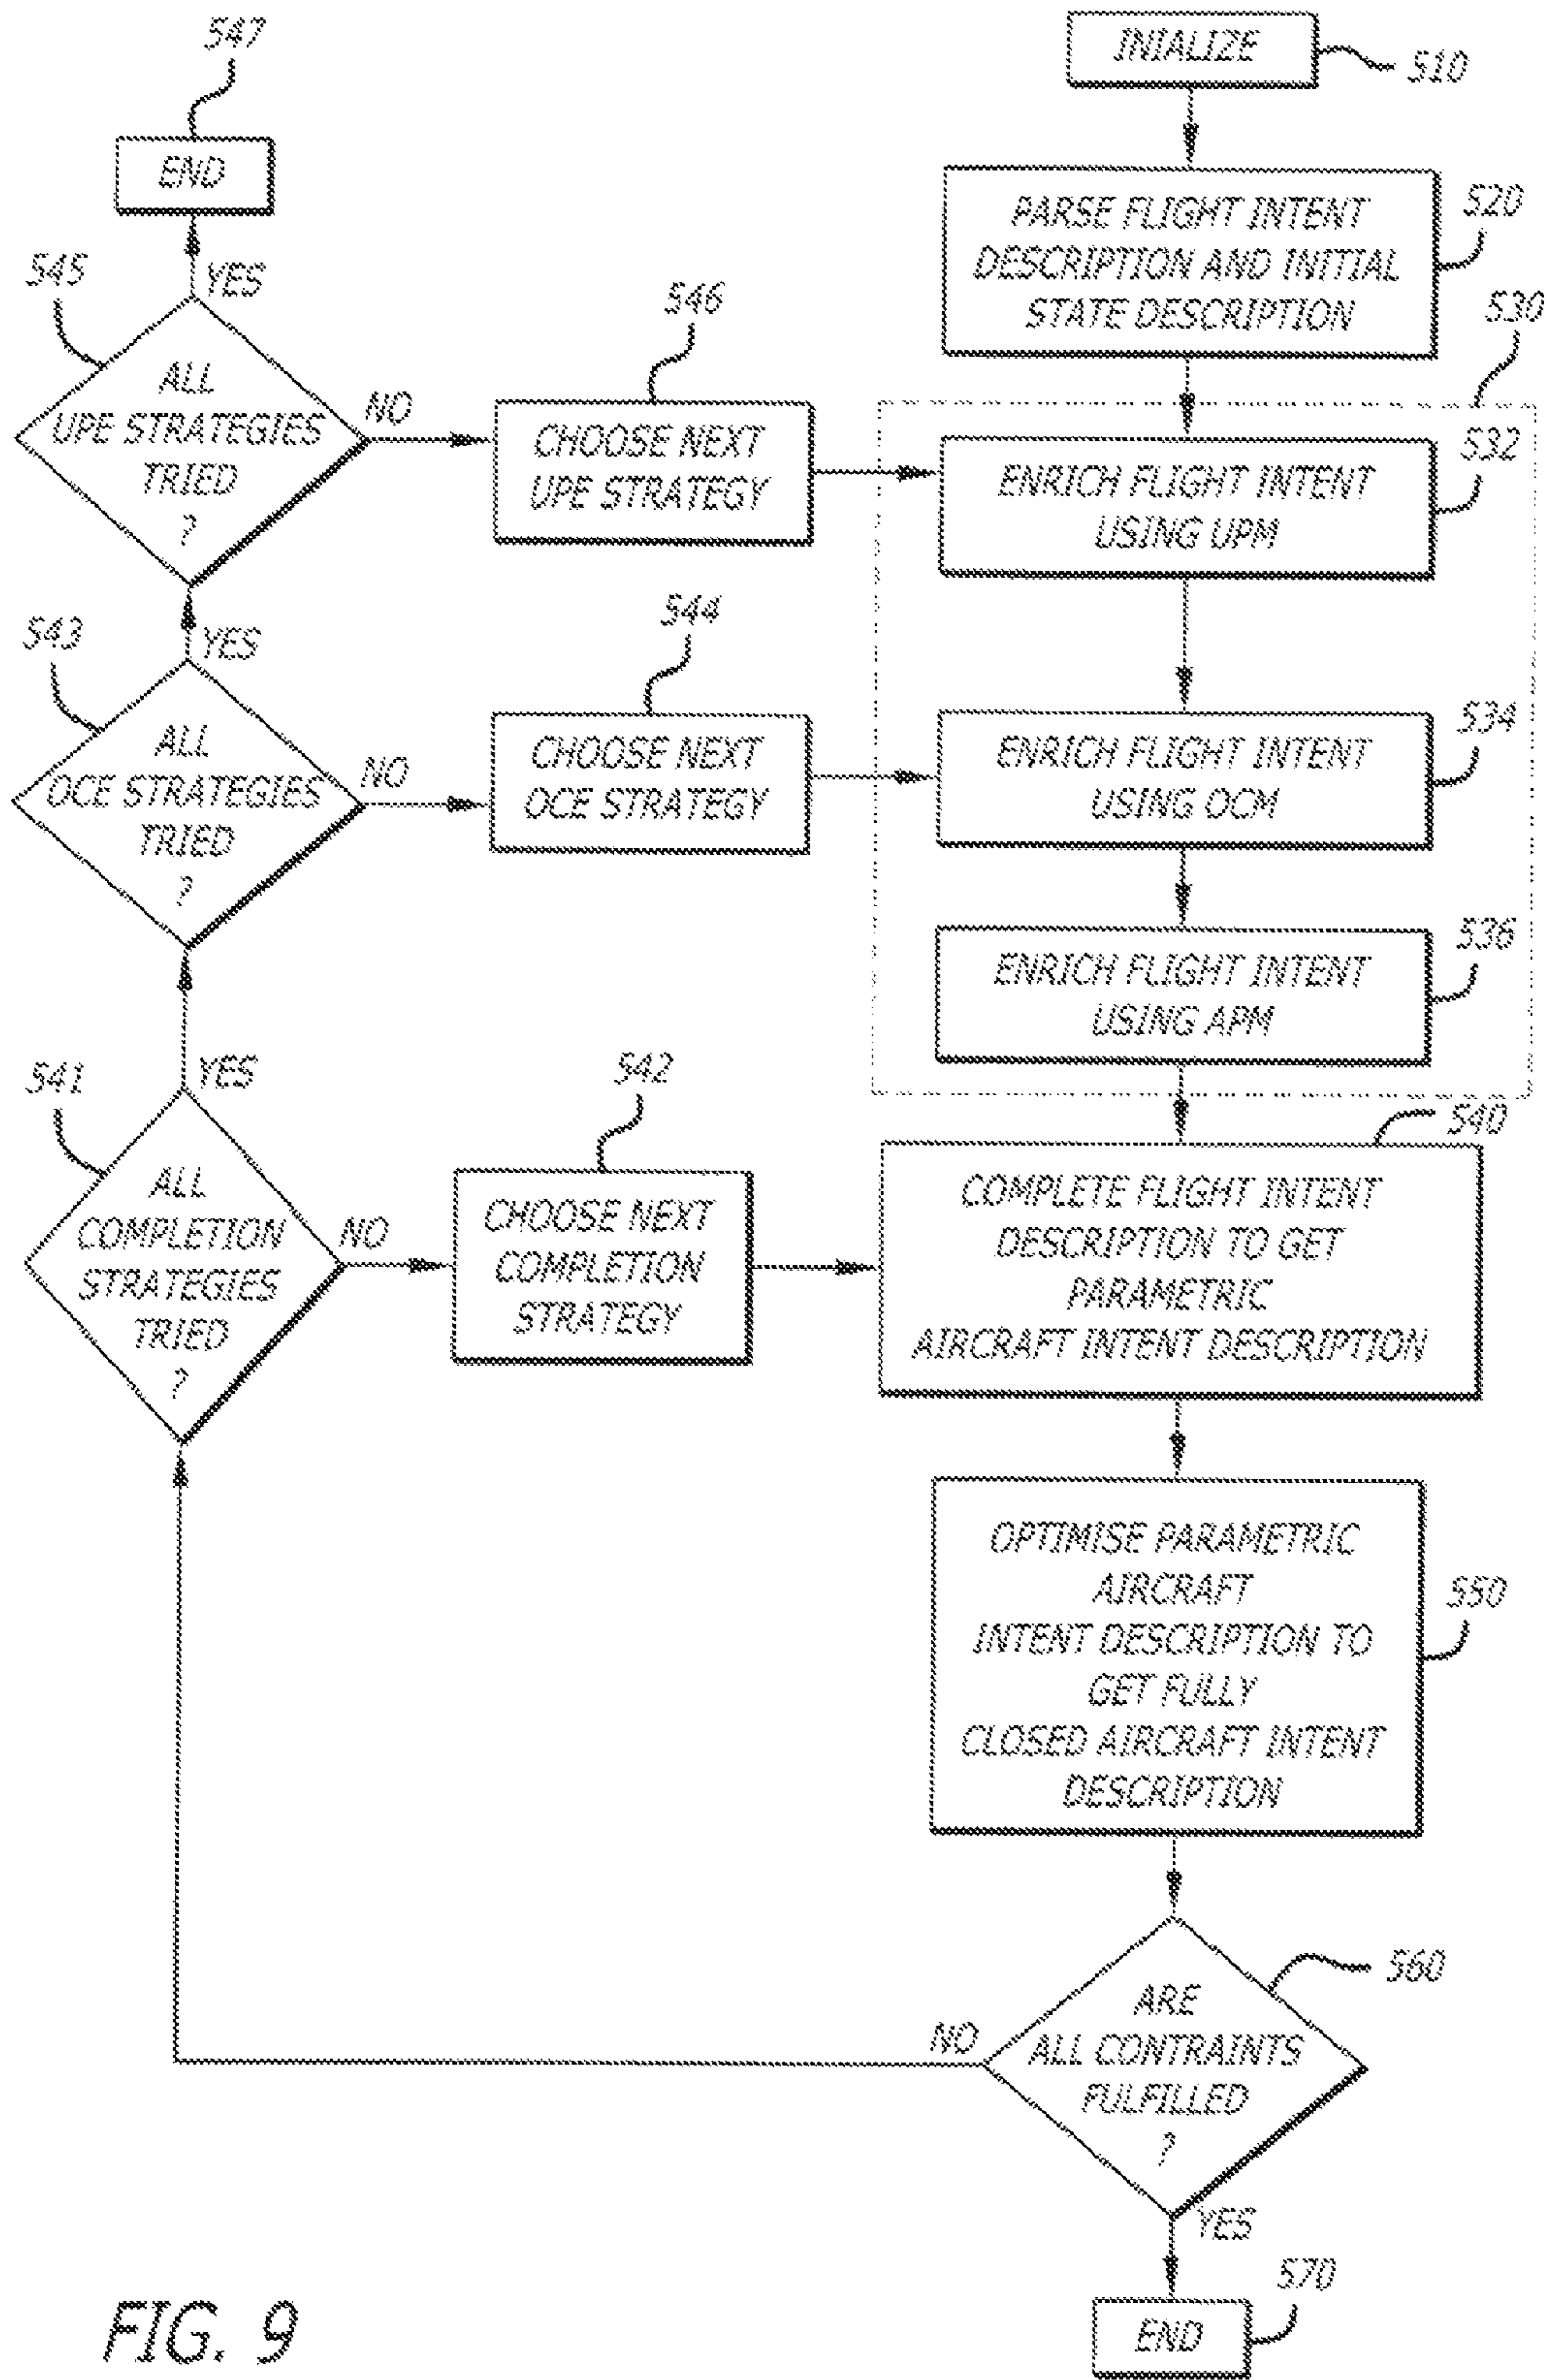 547
INIALIZE
510
END
PARSE FLIGHT INTENT
DESCRIPTION AND INITIAL
STATE DESCRIPTION
520
545
YES
546
530
ALL
UPE STRATEGIES
TRIED
?
NO
CHOOSE NEXT
UPE STRATEGY
ENRICH FLIGHT INTENT
USING UPM
532
543
YES
544
ALL
OCE STRATEGIES
TRIED
?
NO
CHOOSE NEXT
OCE STRATEGY
ENRICH FLIGHT INTENT
USING OCM
534
ENRICH FLIGHT INTENT
USING APM
536
541
YES
542
540
ALL
COMPLETION
STRATEGIES
TRIED
?
NO
CHOOSE NEXT
COMPLETION
STRATEGY
COMPLETE FLIGHT INTENT
DESCRIPTION TO GET
PARAMETRIC
AIRCRAFT INTENT DESCRIPTION
OPTIMISE PARAMETRIC
AIRCRAFT
INTENT DESCRIPTION TO
GET FULLY
CLOSED AIRCRAFT INTENT
DESCRIPTION
550
560
NO
ARE
ALL CONTRAINTS
FULFILLED
?
YES
570
END
FIG. 9